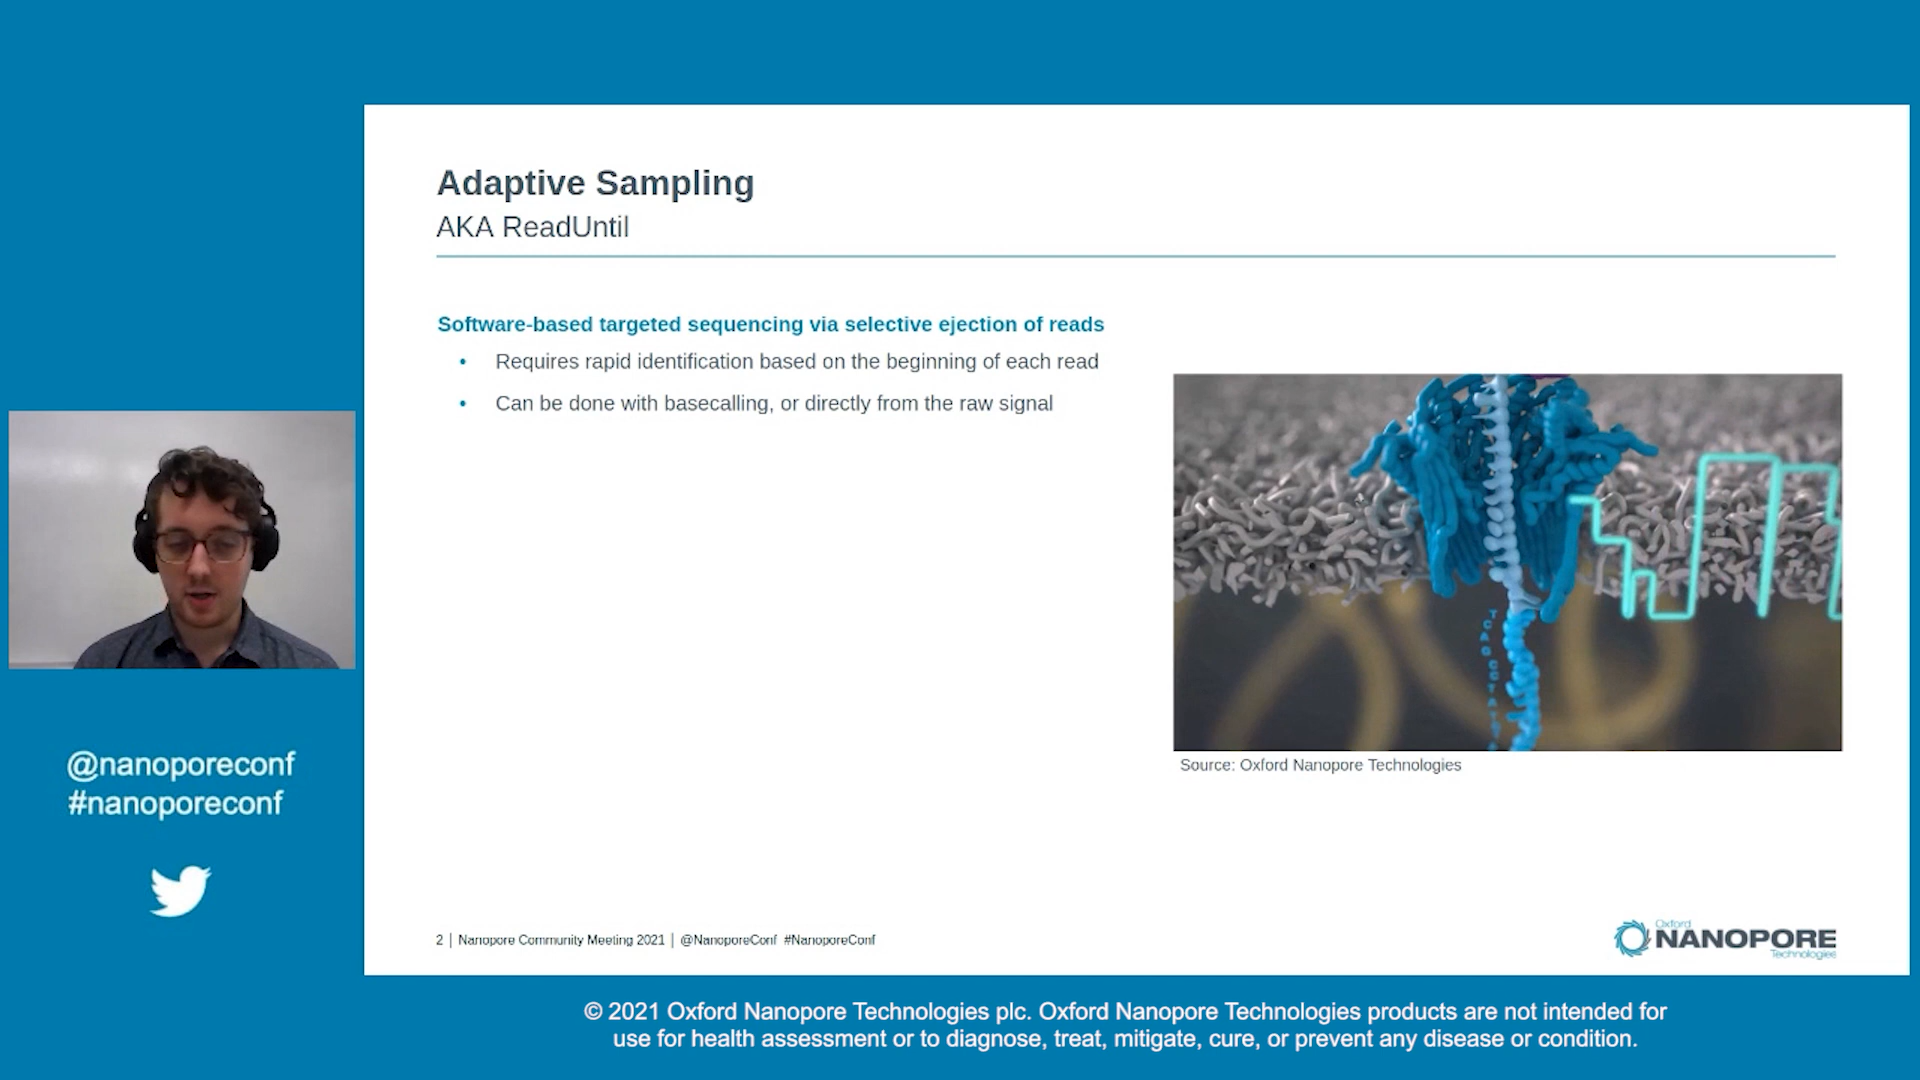 Adaptive Sampling
AKA ReadUntil
Software-based targeted sequencing via selective ejection of reads
• Requires rapid identification based on the beginning of each read
• Can be done with basecalling, or directly from the raw signal
Source: Oxford Nanopore Technologies
@nanoporeconf
#nanoporeconf
2 | Nanopore Community Meeting 2021 | @NanoporeConf #NanoporeConf
Oxford
NANOPORE
Technologies
© 2021 Oxford Nanopore Technologies plc. Oxford Nanopore Technologies products are not intended for
use for health assessment or to diagnose, treat, mitigate, cure, or prevent any disease or condition.